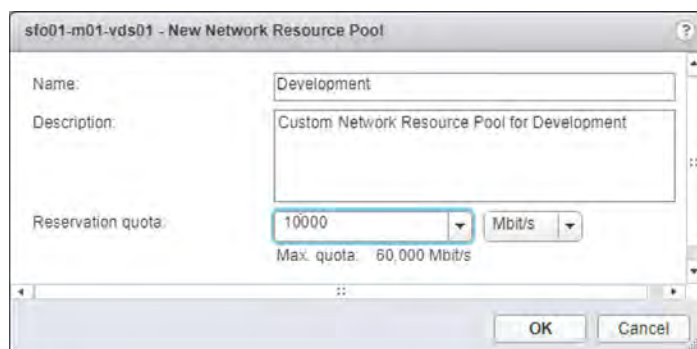 sfo01-m01-vds01 - New Network Resource Pool ?
Name: Development
Description: Custom Network Resource Pool for Development
Reservation quota: 10000 Mbit/s
Max. quota: 60,000 Mbit/s
OK Cancel